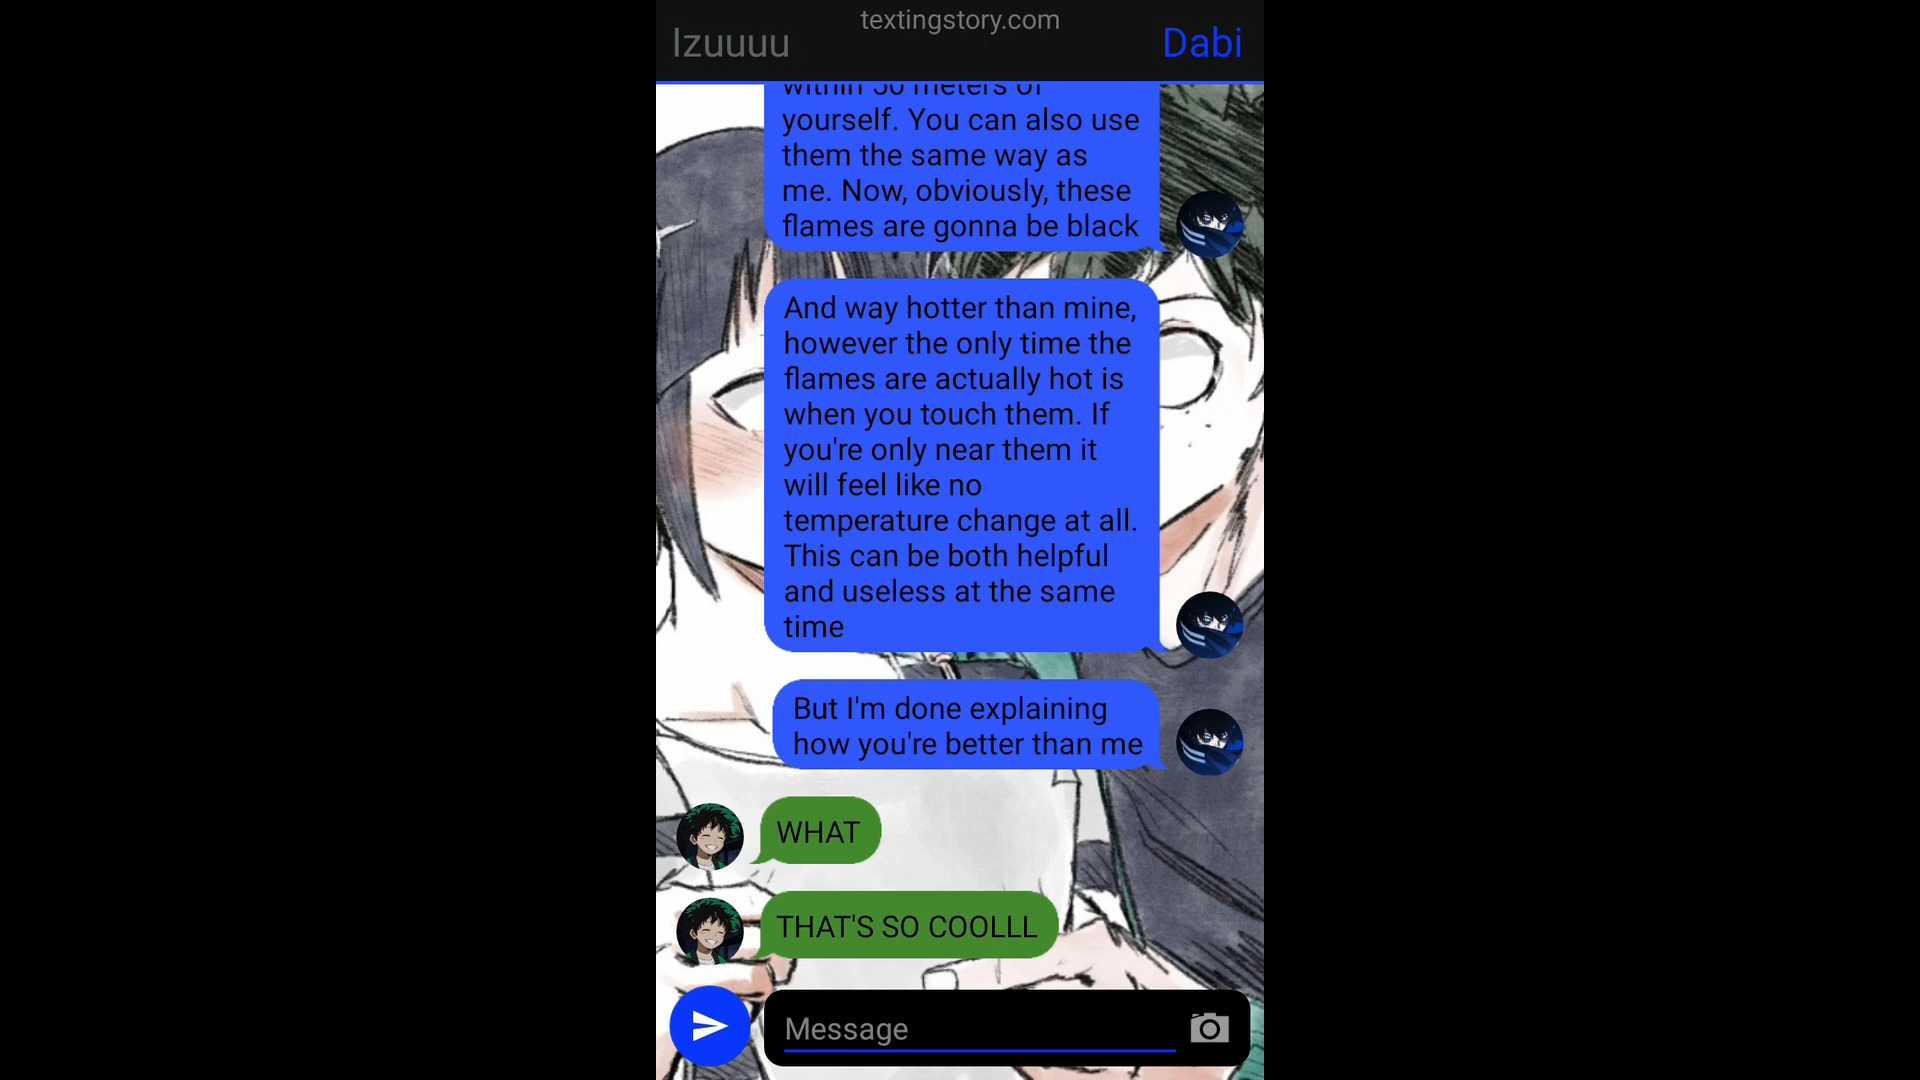 textingstory.com
Izuuuu
Dabi
within 50 meters of
yourself. You can also use
them the same way as
me. Now, obviously, these
flames are gonna be black
And way hotter than mine,
however the only time the
flames are actually hot is
when you touch them. If
you're only near them it
will feel like no
temperature change at all.
This can be both helpful
and useless at the same
time
But I'm done explaining
how you're better than me
WHAT
THAT'S SO COOLLL
Message